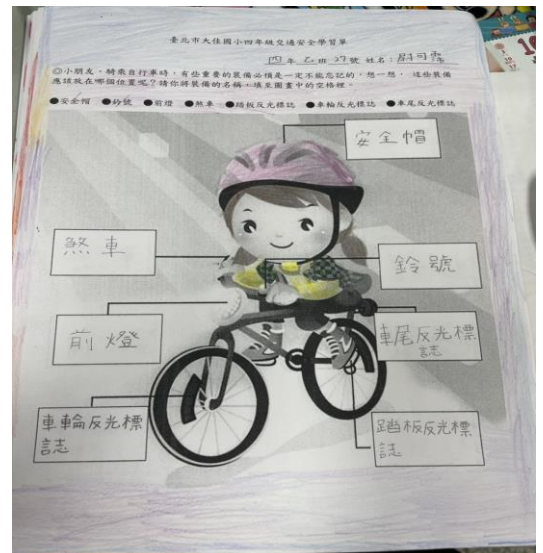 臺北市大佳國小四年級交通安全學習單
四年乙班27號 姓名：尉可霈
◎小朋友，騎乘自行車時，有些重要的裝備必須是一定不能忘記的，想一想，這些裝備
應該放在哪個位置呢？請你將裝備的名稱，填至圖畫中的空格裡。
●安全帽 ●鈴號 ●前燈 ●煞車 ●踏板反光標誌 ●車輪反光標誌 ●車尾反光標誌
安全帽
煞車
鈴號
前燈
車尾反光標
誌
車輪反光標
誌
踏板反光標
誌